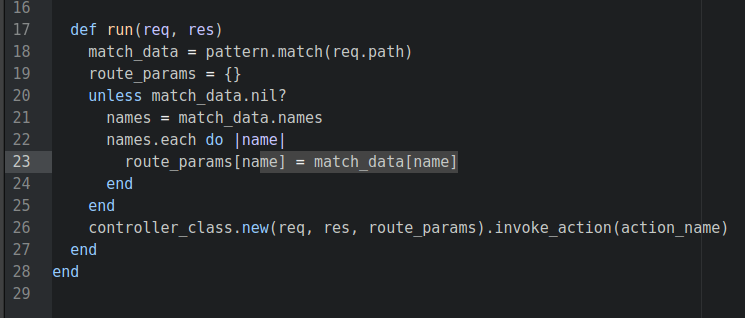 16
17   def run(req, res)
18     match_data = pattern.match(req.path)
19     route_params = {}
20     unless match_data.nil?
21       names = match_data.names
22       names.each do |name|
23         route_params[name] = match_data[name]
24       end
25     end
26     controller_class.new(req, res, route_params).invoke_action(action_name)
27   end
28 end
29